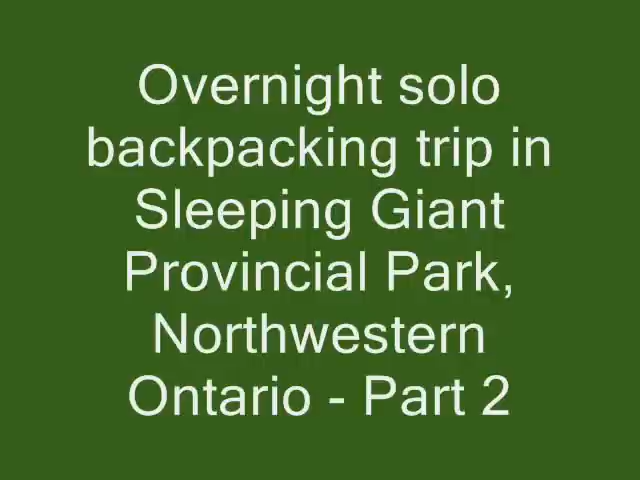 Overnight solo
backpacking trip in
Sleeping Giant
Provincial Park,
Northwestern
Ontario - Part 2